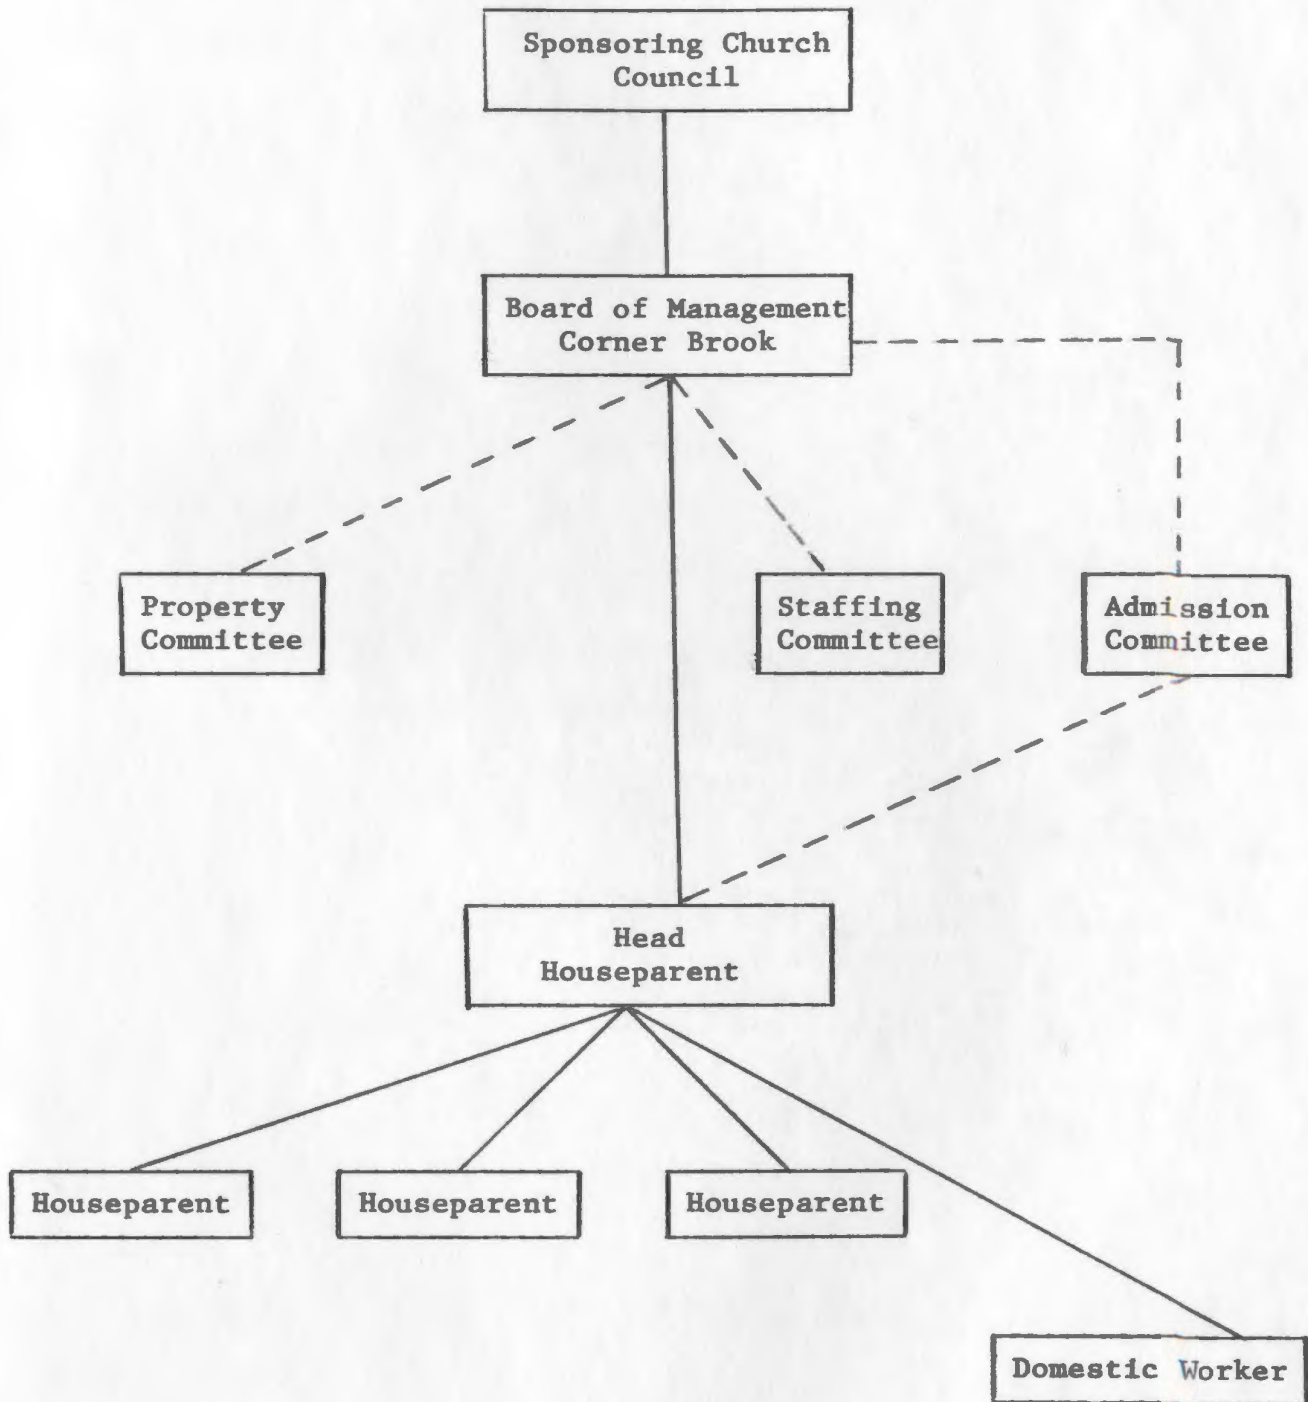 Sponsoring Church
Council
Board of Management
Corner Brook
Property
Committee
Staffing
Committee
Admission
Committee
Head
Houseparent
Houseparent
Houseparent
Houseparent
Domestic Worker